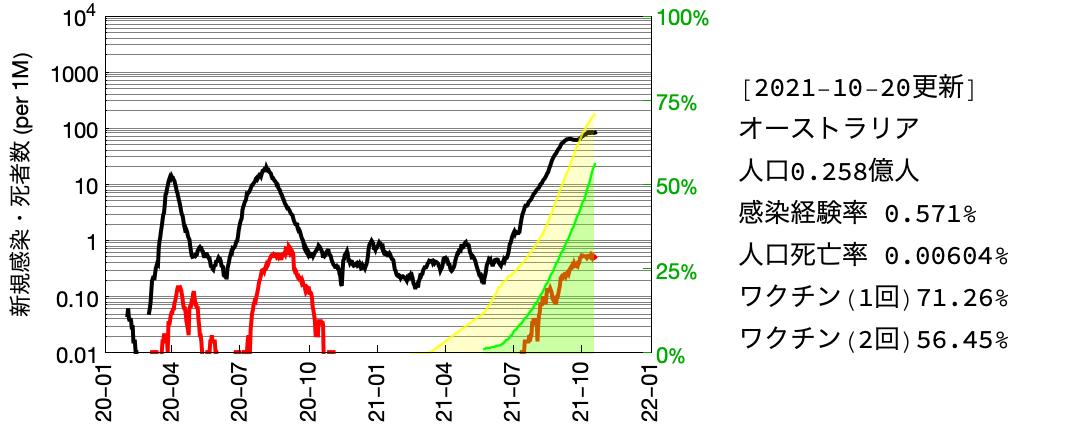 新規感染・死者数 (per 1M)
10^4
1000
100
10
1
0.10
0.01
100%
75%
50%
25%
0%
20-01
20-04
20-07
20-10
21-01
21-04
21-07
21-10
22-01
[2021-10-20更新]
オーストラリア
人口0.258億人
感染経験率 0.571%
人口死亡率 0.00604%
ワクチン(1回)71.26%
ワクチン(2回)56.45%